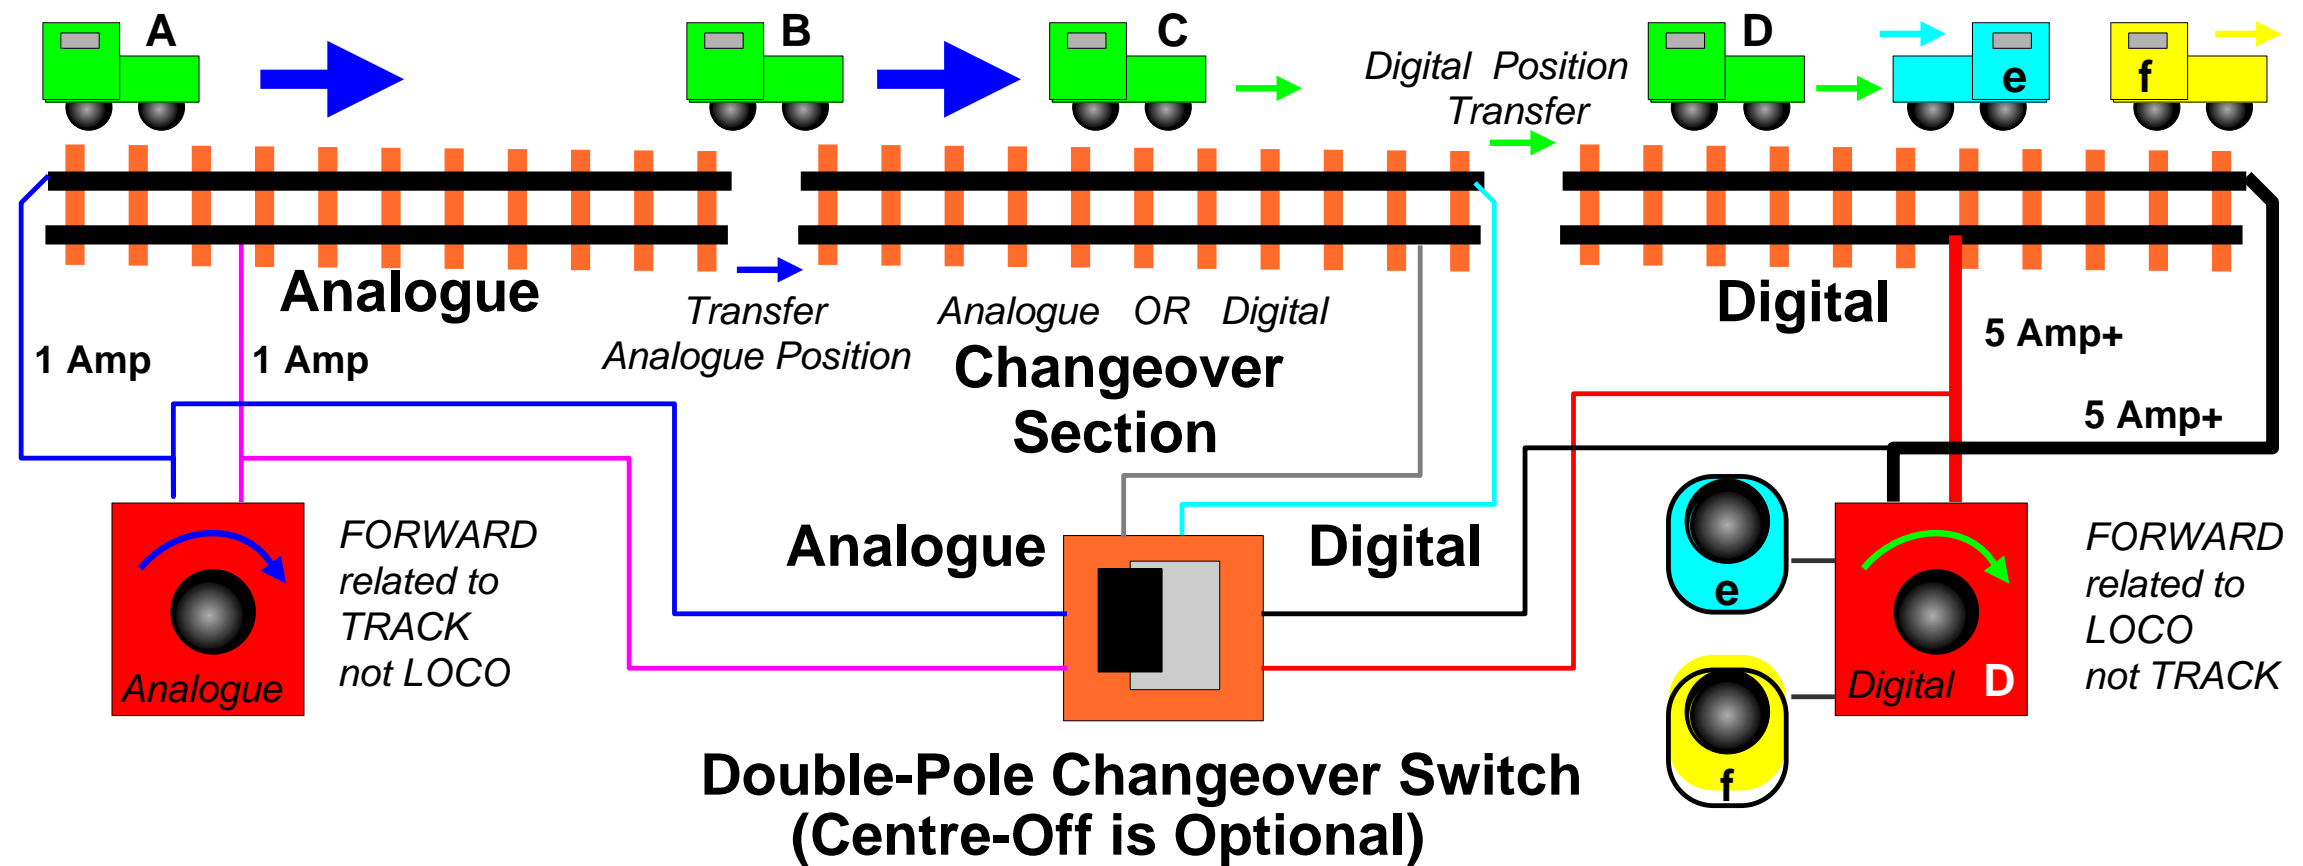 A
B
C
D
e
f
Digital Position
Transfer
Analogue
Transfer
Analogue Position
Analogue OR Digital
Changeover
Section
Digital
1 Amp
1 Amp
5 Amp+
5 Amp+
FORWARD
related to
TRACK
not LOCO
Analogue
Analogue
Digital
e
f
Digital D
FORWARD
related to
LOCO
not TRACK
Double-Pole Changeover Switch
(Centre-Off is Optional)